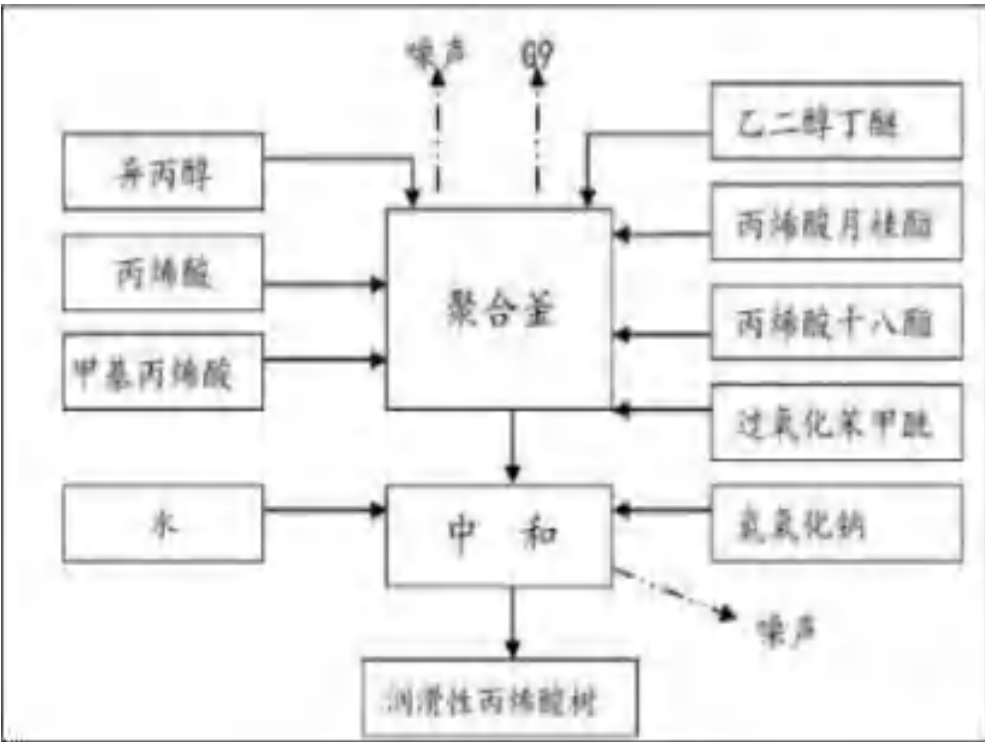 噪声 G9
乙二醇丁醚
异丙醇
丙烯酸月桂酯
丙烯酸
聚合釜
丙烯酸十八酯
甲基丙烯酸
过氧化苯甲酰
水
中 和
氢氧化钠
噪声
润滑性丙烯酸树